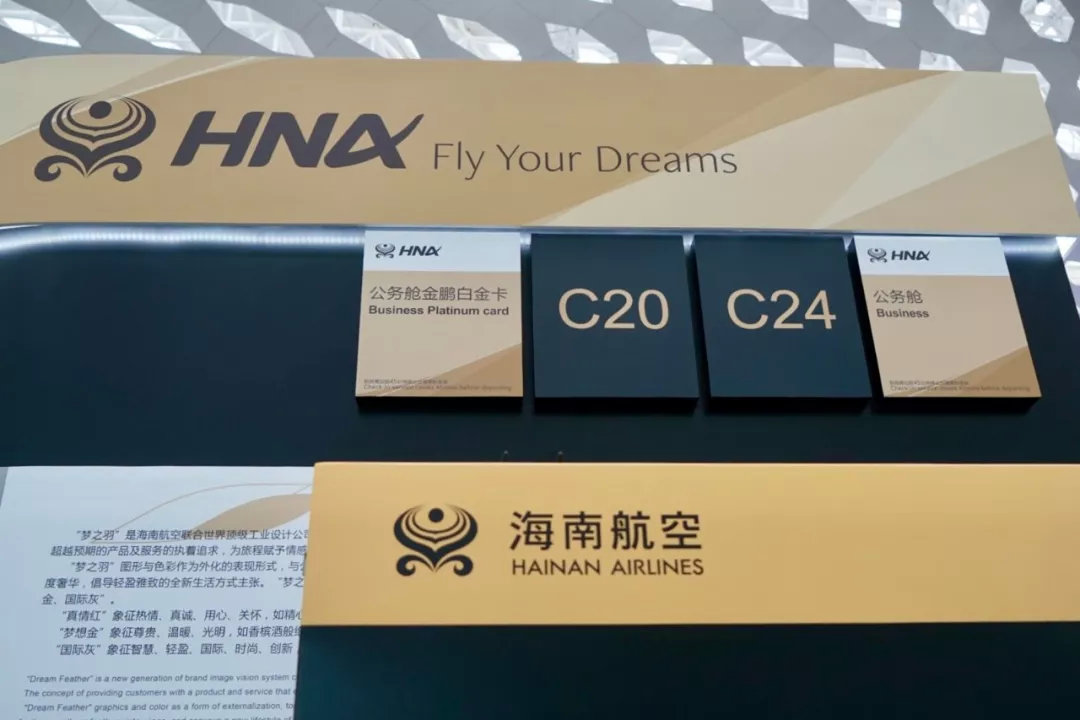 HNA Fly Your Dreams
HNA
公务舱金鹏白金卡
Business Platinum card
C20
C24
HNA
公务舱
Business
海南航空
HAINAN AIRLINES
“梦之羽”是海南航空联合世界顶级工业设计公
超越预期的产品及服务的执着追求，为旅程赋予情感
“梦之羽”图形与色彩作为外化的表现形式，与
度奢华，倡导轻盈雅致的全新生活方式主张。“梦之
金、国际灰”。
“真情红”象征热情、真诚、用心、关怀，如精心
“梦想金”象征尊贵、温暖、光明，如香槟酒般
“国际灰”象征智慧、轻盈、国际、时尚、创新，
“Dream Feather” is a new generation of brand image vision system
The concept of providing customers with a product and service that
“Dream Feather” graphics and color as a form of externalization, to